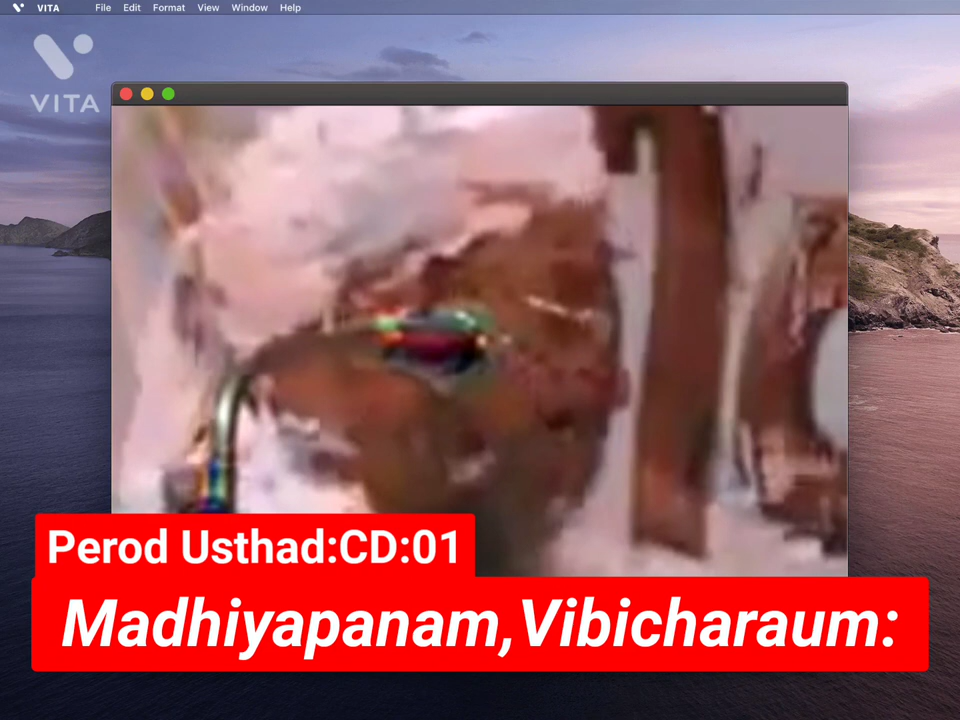 VITA File Edit Format View Window Help
VITA
Perod Usthad:CD:01
Madhiyapanam,Vibicharaum: